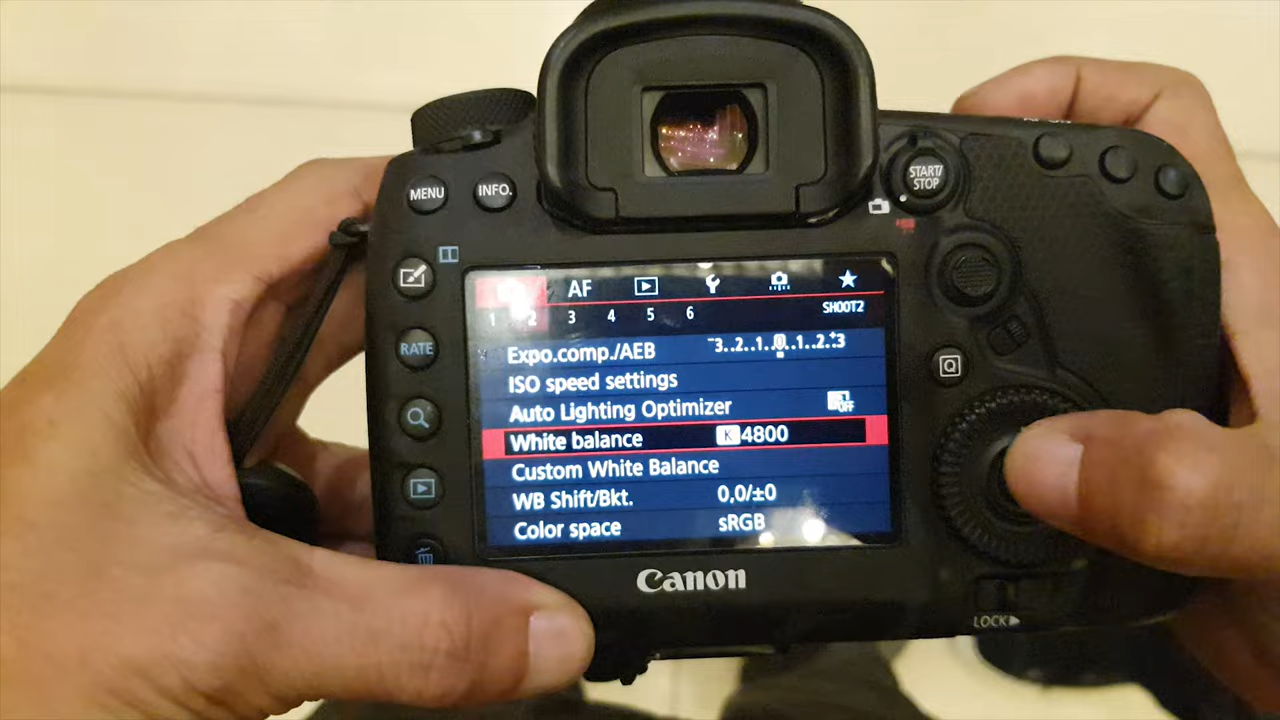 MENU
INFO.
START/
STOP
AF
1 2 3 4 5 6
SHOOT2
RATE
Q
Expo.comp./AEB -3..2..1..0..1..2..+3
ISO speed settings
Auto Lighting Optimizer OFF
White balance K 4800
Custom White Balance
WB Shift/Bkt. 0,0/±0
Color space sRGB
Canon
LOCK▶